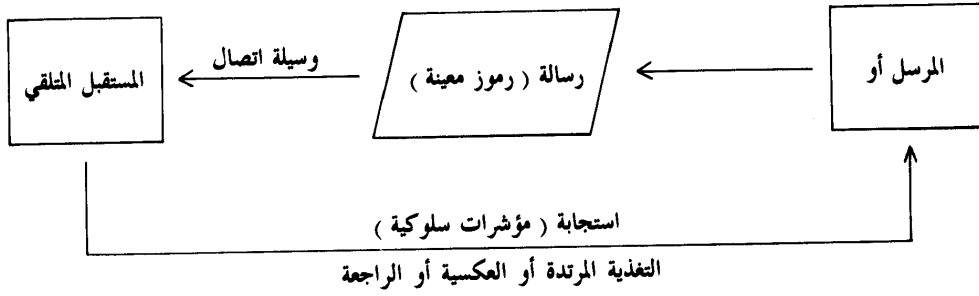 المرسل أو
رسالة ( رموز معينة )
وسيلة اتصال
المستقبل المتلقي
استجابة ( مؤشرات سلوكية )
التغذية المرتدة أو العكسية أو الراجعة